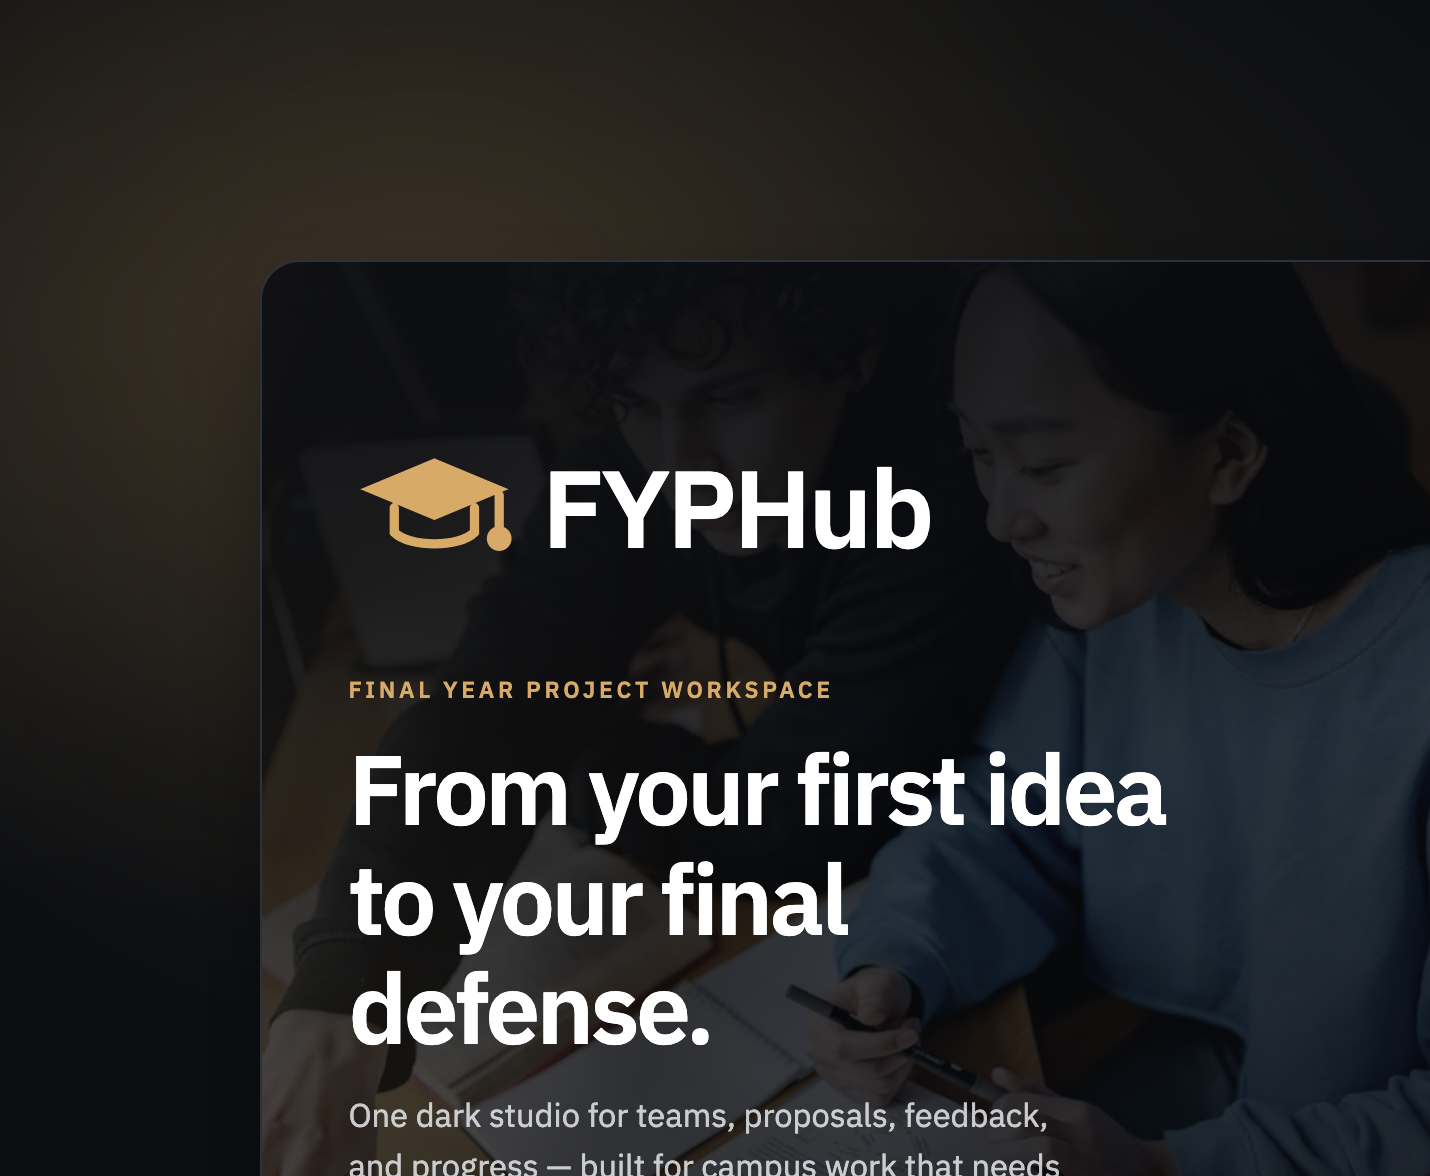 FYPHub
FINAL YEAR PROJECT WORKSPACE
From your first idea
to your final
defense.
One dark studio for teams, proposals, feedback,
and progress — built for campus work that needs